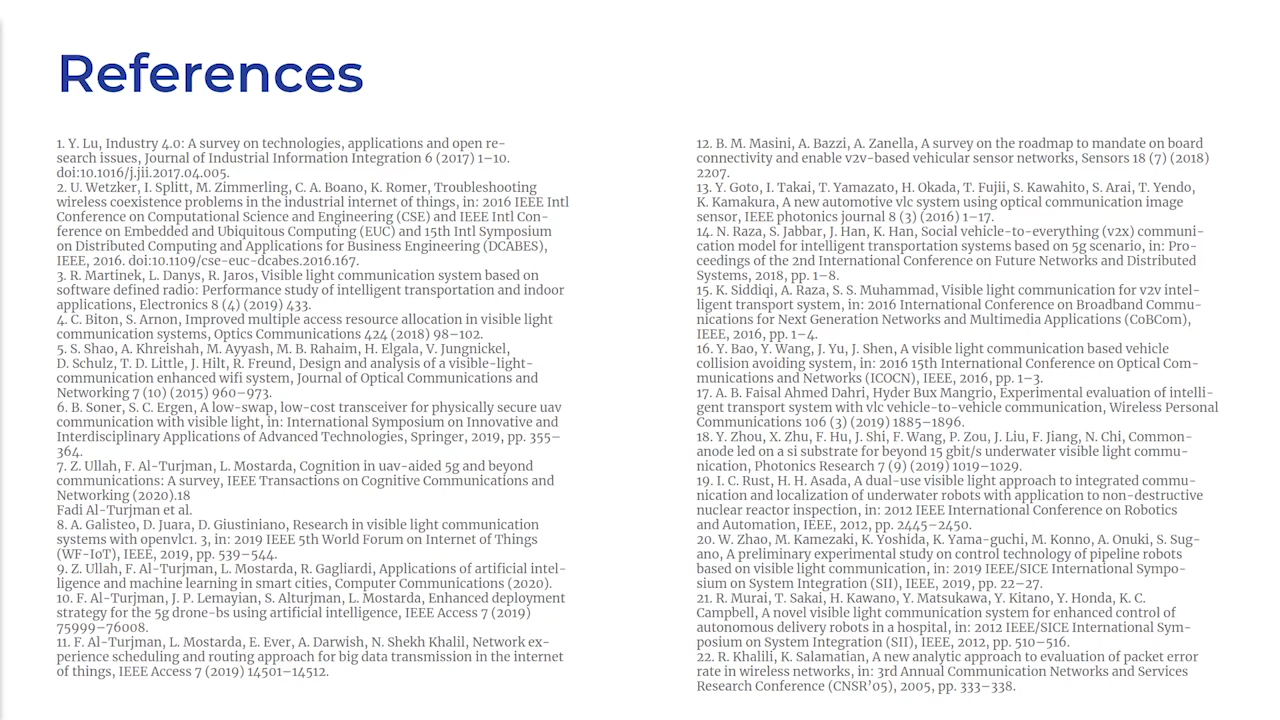 References
1. Y. Lu, Industry 4.0: A survey on technologies, applications and open re-
search issues, Journal of Industrial Information Integration 6 (2017) 1–10.
doi:10.1016/j.jii.2017.04.005.
2. U. Wetzker, I. Splitt, M. Zimmerling, C. A. Boano, K. Romer, Troubleshooting
wireless coexistence problems in the industrial internet of things, in: 2016 IEEE Intl
Conference on Computational Science and Engineering (CSE) and IEEE Intl Con-
ference on Embedded and Ubiquitous Computing (EUC) and 15th Intl Symposium
on Distributed Computing and Applications for Business Engineering (DCABES),
IEEE, 2016. doi:10.1109/cse-euc-dcabes.2016.167.
3. R. Martinek, L. Danys, R. Jaros, Visible light communication system based on
software defined radio: Performance study of intelligent transportation and indoor
applications, Electronics 8 (4) (2019) 433.
4. C. Biton, S. Arnon, Improved multiple access resource allocation in visible light
communication systems, Optics Communications 424 (2018) 98–102.
5. S. Shao, A. Khreishah, M. Ayyash, M. B. Rahaim, H. Elgala, V. Jungnickel,
D. Schulz, T. D. Little, J. Hilt, R. Freund, Design and analysis of a visible-light-
communication enhanced wifi system, Journal of Optical Communications and
Networking 7 (10) (2015) 960–973.
6. B. Soner, S. C. Ergen, A low-swap, low-cost transceiver for physically secure uav
communication with visible light, in: International Symposium on Innovative and
Interdisciplinary Applications of Advanced Technologies, Springer, 2019, pp. 355–
364.
7. Z. Ullah, F. Al-Turjman, L. Mostarda, Cognition in uav-aided 5g and beyond
communications: A survey, IEEE Transactions on Cognitive Communications and
Networking (2020).18
Fadi Al-Turjman et al.
8. A. Galisteo, D. Juara, D. Giustiniano, Research in visible light communication
systems with openvlc1. 3, in: 2019 IEEE 5th World Forum on Internet of Things
(WF-IoT), IEEE, 2019, pp. 539–544.
9. Z. Ullah, F. Al-Turjman, L. Mostarda, R. Gagliardi, Applications of artificial intel-
ligence and machine learning in smart cities, Computer Communications (2020).
10. F. Al-Turjman, J. P. Lemayian, S. Alturjman, L. Mostarda, Enhanced deployment
strategy for the 5g drone-bs using artificial intelligence, IEEE Access 7 (2019)
75999–76008.
11. F. Al-Turjman, L. Mostarda, E. Ever, A. Darwish, N. Shekh Khalil, Network ex-
perience scheduling and routing approach for big data transmission in the internet
of things, IEEE Access 7 (2019) 14501–14512.
12. B. M. Masini, A. Bazzi, A. Zanella, A survey on the roadmap to mandate on board
connectivity and enable v2v-based vehicular sensor networks, Sensors 18 (7) (2018)
2207.
13. Y. Goto, I. Takai, T. Yamazato, H. Okada, T. Fujii, S. Kawahito, S. Arai, T. Yendo,
K. Kamakura, A new automotive vlc system using optical communication image
sensor, IEEE photonics journal 8 (3) (2016) 1–17.
14. N. Raza, S. Jabbar, J. Han, K. Han, Social vehicle-to-everything (v2x) communi-
cation model for intelligent transportation systems based on 5g scenario, in: Pro-
ceedings of the 2nd International Conference on Future Networks and Distributed
Systems, 2018, pp. 1–8.
15. K. Siddiqi, A. Raza, S. S. Muhammad, Visible light communication for v2v intel-
ligent transport system, in: 2016 International Conference on Broadband Commu-
nications for Next Generation Networks and Multimedia Applications (CoBCom),
IEEE, 2016, pp. 1–4.
16. Y. Bao, Y. Wang, J. Yu, J. Shen, A visible light communication based vehicle
collision avoiding system, in: 2016 15th International Conference on Optical Com-
munications and Networks (ICOCN), IEEE, 2016, pp. 1–3.
17. A. B. Faisal Ahmed Dahri, Hyder Bux Mangrio, Experimental evaluation of intelli-
gent transport system with vlc vehicle-to-vehicle communication, Wireless Personal
Communications 106 (3) (2019) 1885–1896.
18. Y. Zhou, X. Zhu, F. Hu, J. Shi, F. Wang, P. Zou, J. Liu, F. Jiang, N. Chi, Common-
anode led on a si substrate for beyond 15 gbit/s underwater visible light commu-
nication, Photonics Research 7 (9) (2019) 1019–1029.
19. I. C. Rust, H. H. Asada, A dual-use visible light approach to integrated commu-
nication and localization of underwater robots with application to non-destructive
nuclear reactor inspection, in: 2012 IEEE International Conference on Robotics
and Automation, IEEE, 2012, pp. 2445–2450.
20. W. Zhao, M. Kamezaki, K. Yoshida, K. Yama-guchi, M. Konno, A. Onuki, S. Sug-
ano, A preliminary experimental study on control technology of pipeline robots
based on visible light communication, in: 2019 IEEE/SICE International Sympo-
sium on System Integration (SII), IEEE, 2019, pp. 22–27.
21. R. Murai, T. Sakai, H. Kawano, Y. Matsukawa, Y. Kitano, Y. Honda, K. C.
Campbell, A novel visible light communication system for enhanced control of
autonomous delivery robots in a hospital, in: 2012 IEEE/SICE International Sym-
posium on System Integration (SII), IEEE, 2012, pp. 510–516.
22. R. Khalili, K. Salamatian, A new analytic approach to evaluation of packet error
rate in wireless networks, in: 3rd Annual Communication Networks and Services
Research Conference (CNSR’05), 2005, pp. 333–338.